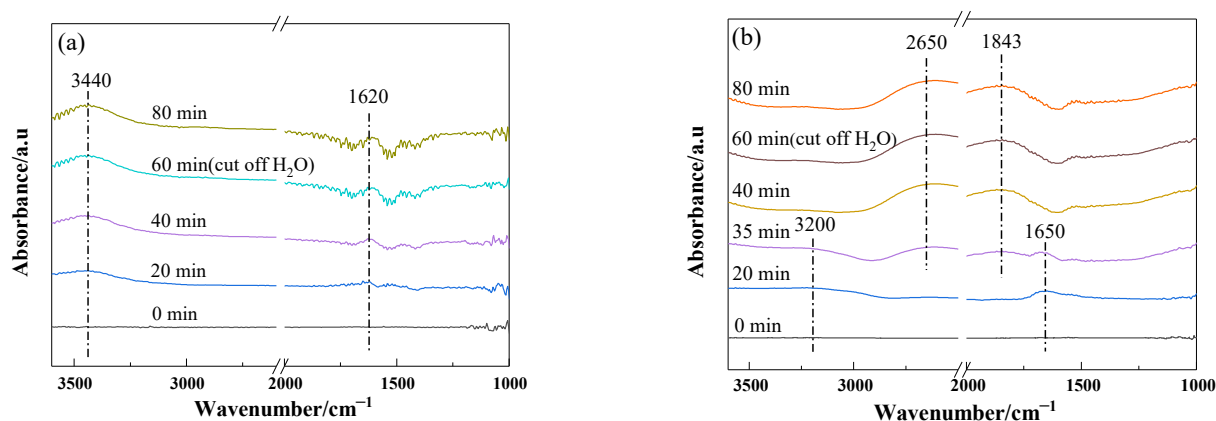 (a)
3440
1620
80 min
60 min(cut off H₂O)
40 min
20 min
0 min
Absorbance/a.u
3500 3000 2000 1500 1000
Wavenumber/cm⁻¹
(b)
2650
1843
80 min
60 min(cut off H₂O)
40 min
3200
35 min
1650
20 min
0 min
Absorbance/a.u
3000 2000 1500 1000
Wavenumber/cm⁻¹